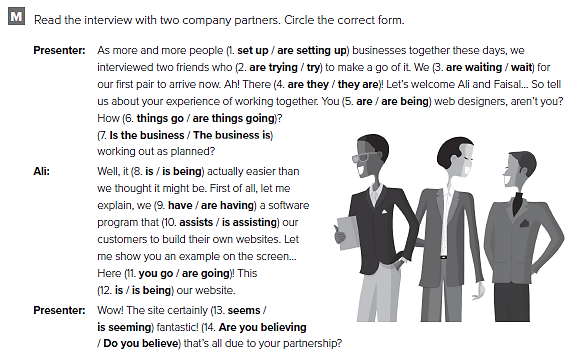 M Read the interview with two company partners. Circle the correct form.
Presenter: As more and more people (1. set up / are setting up) businesses together these days, we
interviewed two friends who (2. are trying / try) to make a go of it. We (3. are waiting / wait) for
our first pair to arrive now. Ah! There (4. are they / they are)! Let's welcome Ali and Faisal... So tell
us about your experience of working together. You (5. are / are being) web designers, aren't you?
How (6. things go / are things going)?
(7. Is the business / The business is)
working out as planned?
Ali: Well, it (8. is / is being) actually easier than
we thought it might be. First of all, let me
explain, we (9. have / are having) a software
program that (10. assists / is assisting) our
customers to build their own websites. Let
me show you an example on the screen...
Here (11. you go / are going)! This
(12. is / is being) our website.
Presenter: Wow! The site certainly (13. seems /
is seeming) fantastic! (14. Are you believing
/ Do you believe) that's all due to your partnership?